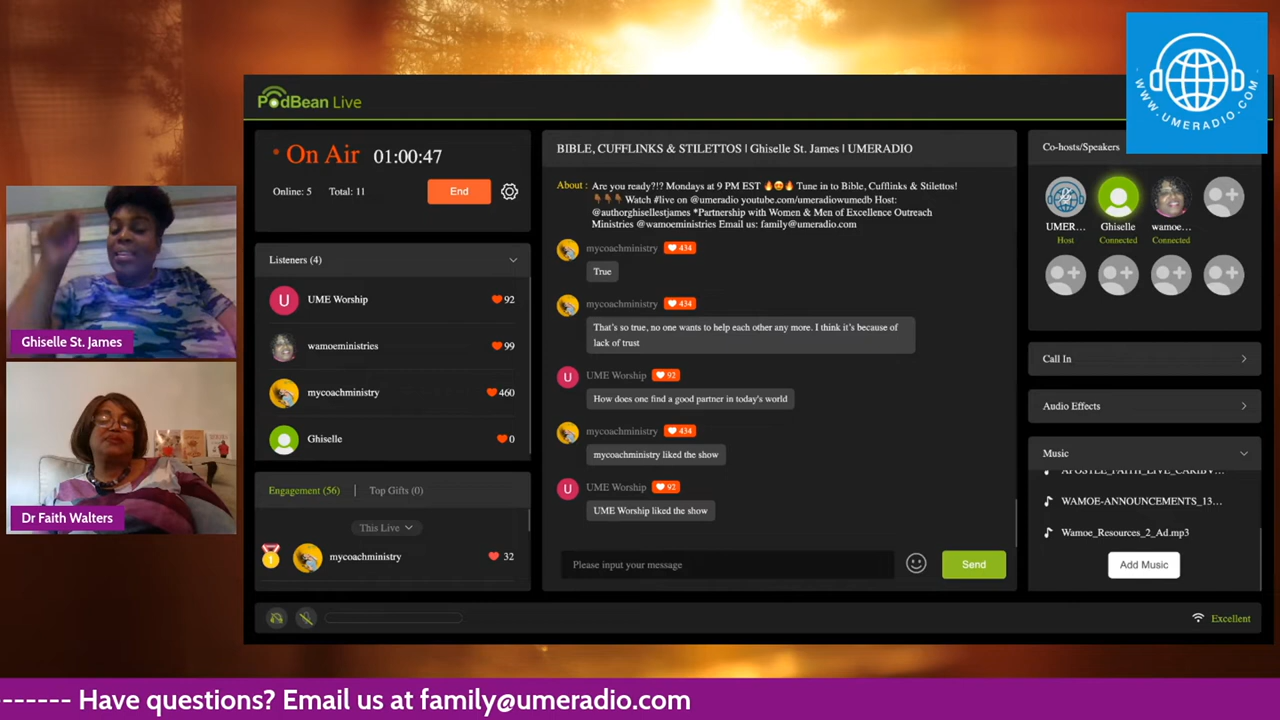 WWW.UMERADIO.COM
PodBean Live
On Air 01:00:47
Online: 5 Total: 11
End
Listeners (4)
U UME Worship 92
wamoeministries 99
mycoachministry 460
Ghiselle 0
Engagement (56) | Top Gifts (0)
This Live
1 mycoachministry 32
BIBLE, CUFFLINKS & STILETTOS | Ghiselle St. James | UMERADIO
About : Are you ready?!? Mondays at 9 PM EST 🔥😍🔥 Tune in to Bible, Cufflinks & Stilettos!
👇👇👇 Watch #live on @umeradio youtube.com/umeradiowumedb Host:
@authorghisellestjames *Partnership with Women & Men of Excellence Outreach
Ministries @wamoeministries Email us: family@umeradio.com
mycoachministry 434
True
mycoachministry 434
That's so true, no one wants to help each other any more. I think it's because of
lack of trust
U UME Worship 92
How does one find a good partner in today's world
mycoachministry 434
mycoachministry liked the show
U UME Worship 92
UME Worship liked the show
Please input your message
Send
Co-hosts/Speakers
UMER... Ghiselle wamoe...
Host Connected Connected
Call In
Audio Effects
Music
APOSTLE_FAITH_LIVE_CARIBV...
WAMOE-ANNOUNCEMENTS_13...
Wamoe_Resources_2_Ad.mp3
Add Music
Excellent
Ghiselle St. James
Dr Faith Walters
------- Have questions? Email us at family@umeradio.com